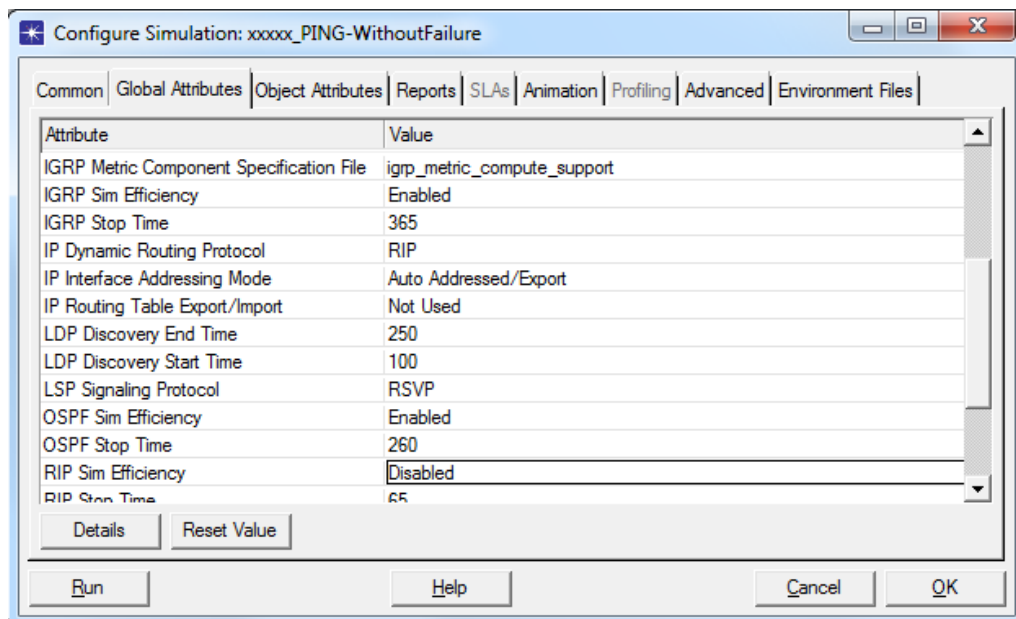 Configure Simulation: xxxxx_PING-WithoutFailure
Common Global Attributes Object Attributes Reports SLAs Animation Profiling Advanced Environment Files
Attribute Value
IGRP Metric Component Specification File igrp_metric_compute_support
IGRP Sim Efficiency Enabled
IGRP Stop Time 365
IP Dynamic Routing Protocol RIP
IP Interface Addressing Mode Auto Addressed/Export
IP Routing Table Export/Import Not Used
LDP Discovery End Time 250
LDP Discovery Start Time 100
LSP Signaling Protocol RSVP
OSPF Sim Efficiency Enabled
OSPF Stop Time 260
RIP Sim Efficiency Disabled
RIP Stop Time 65
Details Reset Value
Run Help Cancel OK